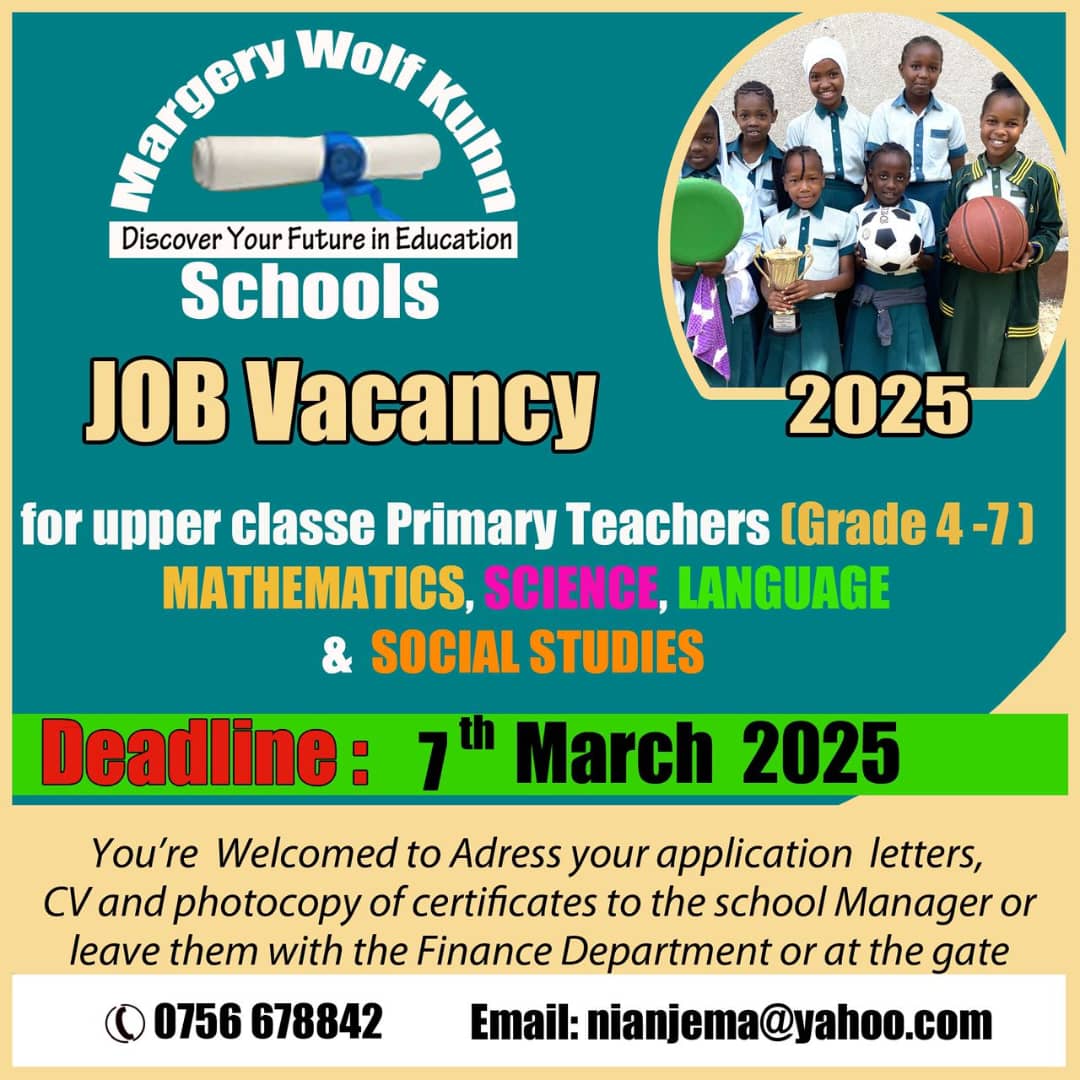 Margery Wolf Kuhn
Discover Your Future in Education
Schools
JOB Vacancy
2025
for upper classe Primary Teachers (Grade 4 -7 )
MATHEMATICS, SCIENCE, LANGUAGE
& SOCIAL STUDIES
Deadline : 7th March 2025
You’re Welcomed to Adress your application letters,
CV and photocopy of certificates to the school Manager or
leave them with the Finance Department or at the gate
0756 678842 Email: nianjema@yahoo.com